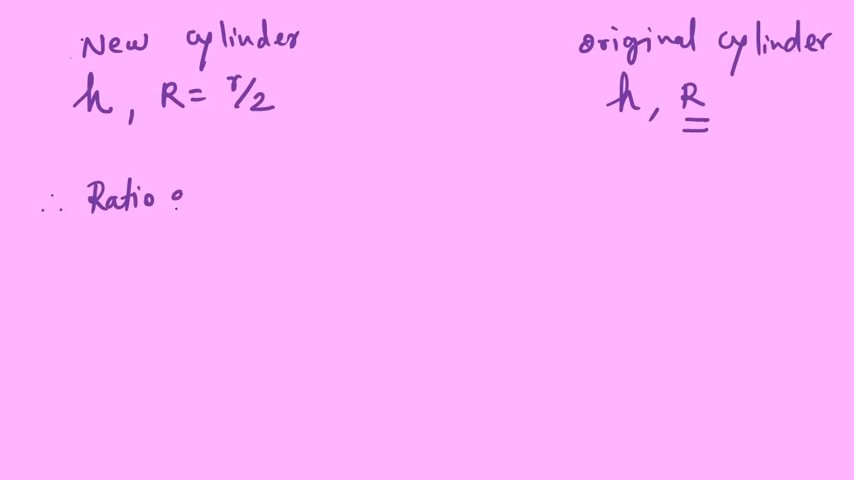 New cylinder
original cylinder
h, R = r/2
h, R
∴ Ratio